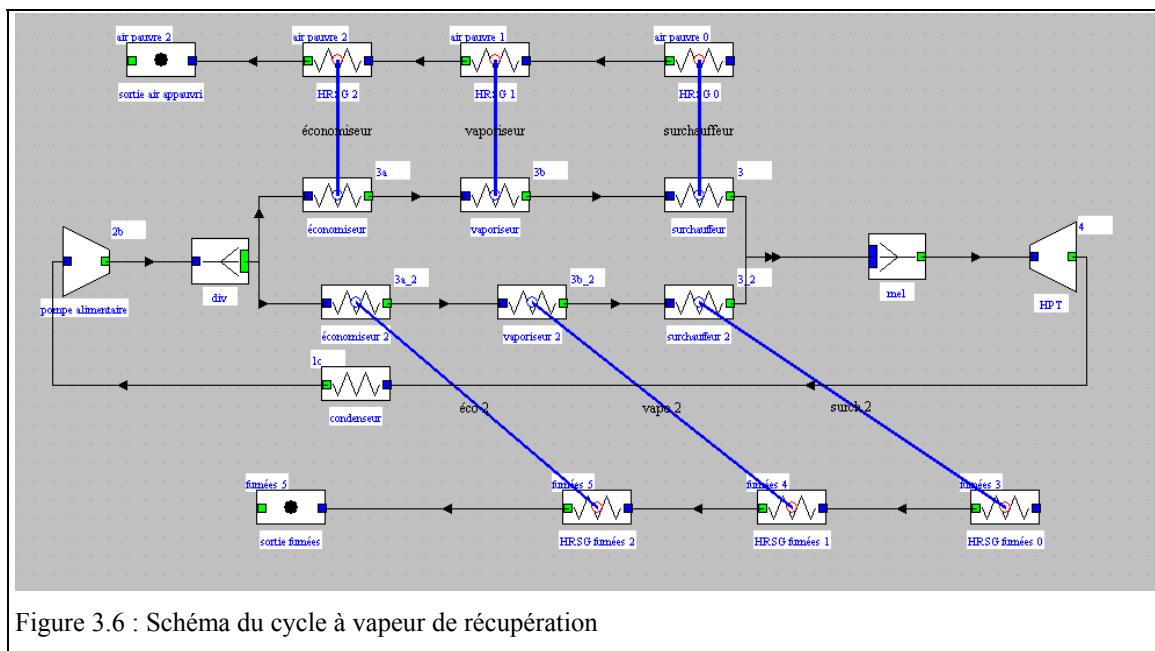 air pauvre 2
air pauvre 2
air pauvre 1
air pauvre 0
sortie air appauvri
HRSG 2
HRSG 1
HRSG 0
économiseur
vaporiseur
surchauffeur
3a
3b
3
économiseur
vaporiseur
surchauffeur
2b
4
pompe alimentaire
div
mel
HPT
3a_2
3b_2
3_2
économiseur 2
vaporiseur 2
surchauffeur 2
1c
condenseur
éco 2
vapo 2
surch 2
fumées 5
fumées 5
fumées 4
fumées 3
sortie fumées
HRSG fumées 2
HRSG fumées 1
HRSG fumées 0
Figure 3.6 : Schéma du cycle à vapeur de récupération